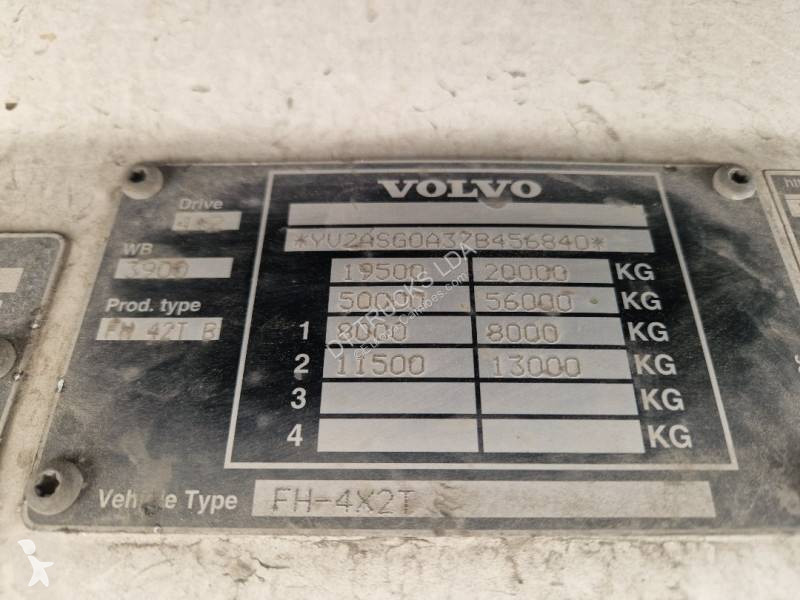 VOLVO
Drive
*YV2ASG0A37B456840*
WB
3900
19500 20000 KG
50000 56000 KG
Prod. type
FH 42T B
1 8000 8000 KG
2 11500 13000 KG
3 KG
4 KG
Vehicle Type FH-4X2T
D-TRUCKS LDA